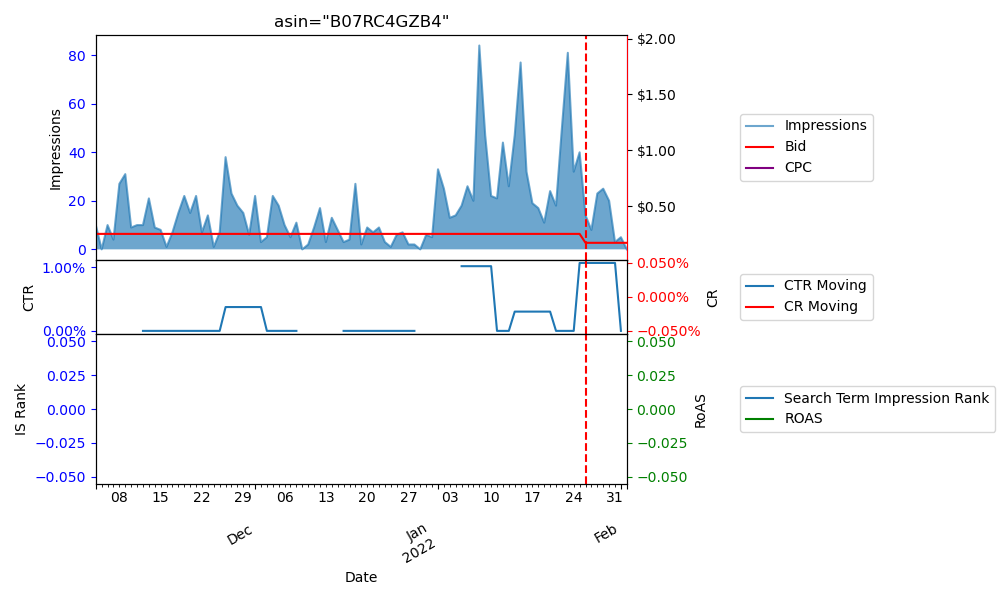 asin="B07RC4GZB4"
80
60
40
20
0
Impressions
$2.00
$1.50
$1.00
$0.50
Impressions
Bid
CPC
1.00%
0.00%
CTR
0.050%
0.000%
−0.050%
CR
CTR Moving
CR Moving
0.050
0.025
0.000
−0.025
−0.050
IS Rank
0.050
0.025
0.000
−0.025
−0.050
RoAS
Search Term Impression Rank
ROAS
08 15 22 29 06 13 20 27 03 10 17 24 31
Dec Jan Feb
2022
Date